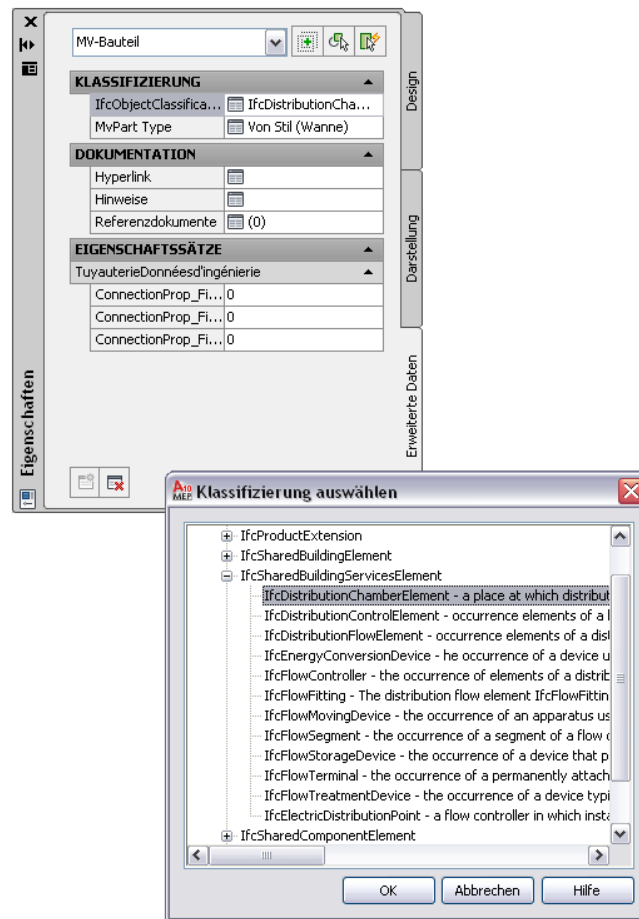 MV-Bauteil
KLASSIFIZIERUNG
IfcObjectClassifica... IfcDistributionCha...
MvPart Type Von Stil (Wanne)
DOKUMENTATION
Hyperlink
Hinweise
Referenzdokumente (0)
EIGENSCHAFTSSÄTZE
TuyauterieDonnéesd'ingénierie
ConnectionProp_Fi... 0
ConnectionProp_Fi... 0
ConnectionProp_Fi... 0
Design
Darstellung
Erweiterte Daten
Eigenschaften
A10
MEP
Klassifizierung auswählen
IfcProductExtension
IfcSharedBuildingElement
IfcSharedBuildingServicesElement
IfcDistributionChamberElement - a place at which distribut
IfcDistributionControlElement - occurrence elements of a
IfcDistributionFlowElement - occurrence elements of a dis
IfcEnergyConversionDevice - he occurrence of a device u
IfcFlowController - the occurrence of elements of a distrib
IfcFlowFitting - The distribution flow element IfcFlowFittin
IfcFlowMovingDevice - the occurrence of an apparatus us
IfcFlowSegment - the occurrence of a segment of a flow
IfcFlowStorageDevice - the occurrence of a device that p
IfcFlowTerminal - the occurrence of a permanently attach
IfcFlowTreatmentDevice - the occurrence of a device typi
IfcElectricDistributionPoint - a flow controller in which insta
IfcSharedComponentElement
OK Abbrechen Hilfe